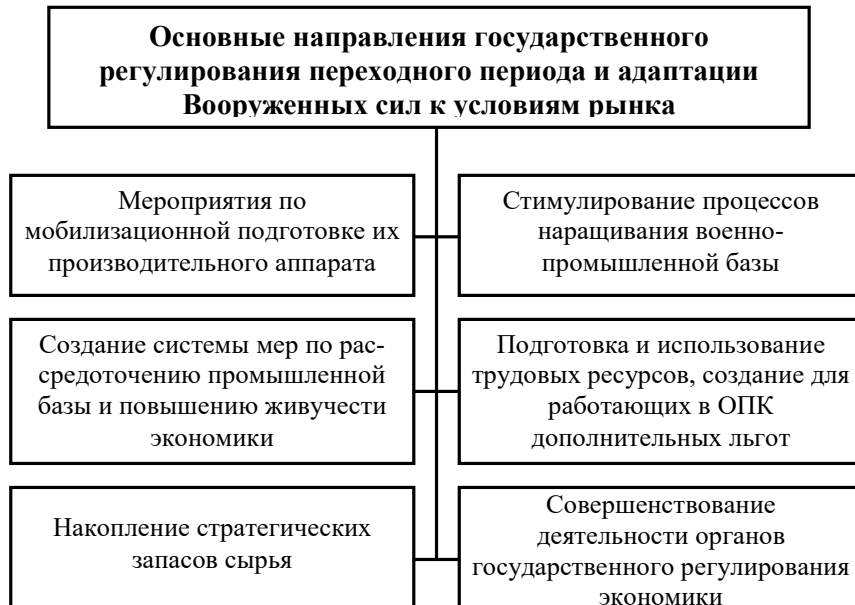 Основные направления государственного
регулирования переходного периода и адаптации
Вооруженных сил к условиям рынка
Мероприятия по
мобилизационной подготовке их
производительного аппарата
Стимулирование процессов
наращивания военно-
промышленной базы
Создание системы мер по рас-
средоточению промышленной
базы и повышению живучести
экономики
Подготовка и использование
трудовых ресурсов, создание для
работающих в ОПК
дополнительных льгот
Накопление стратегических
запасов сырья
Совершенствование
деятельности органов
государственного регулирования
экономики